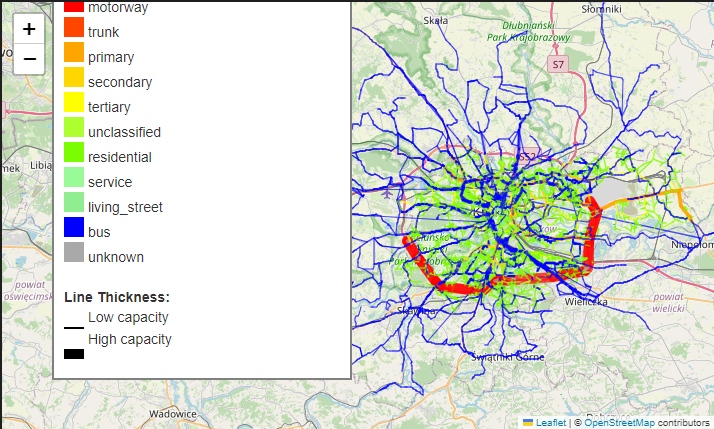 +
−
motorway
trunk
primary
secondary
tertiary
unclassified
residential
service
living_street
bus
unknown
Line Thickness:
Low capacity
High capacity
Skała
Słomniki
Dłubniański
Park Krajobrazowy
S7
S52
Niepołom
Wieliczka
powiat
wielicki
Skawina
Świątniki Górne
Libią
mek
powiat
oświęcimsk
Wadowice
Leaflet | © OpenStreetMap contributors